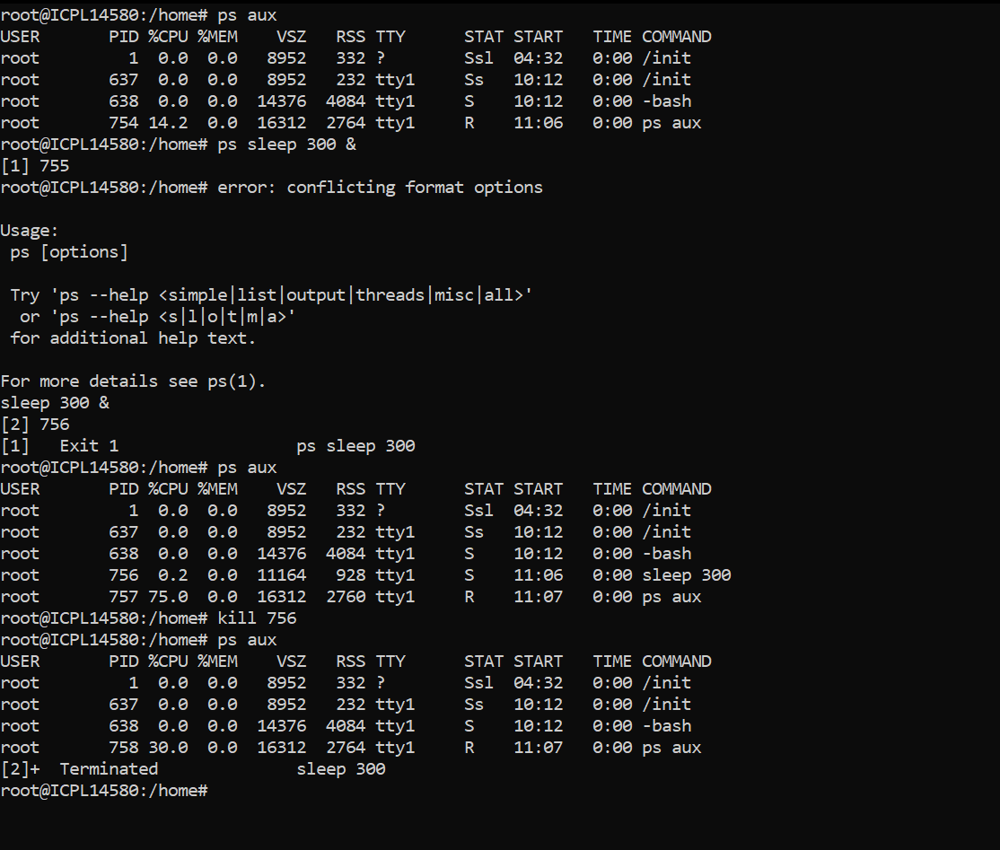 root@ICPL14580:/home# ps aux
USER       PID %CPU %MEM    VSZ   RSS TTY      STAT START   TIME COMMAND
root         1  0.0  0.0   8952   332 ?        Ssl  04:32   0:00 /init
root       637  0.0  0.0   8952   232 tty1     Ss   10:12   0:00 /init
root       638  0.0  0.0  14376  4084 tty1     S    10:12   0:00 -bash
root       754 14.2  0.0  16312  2764 tty1     R    11:06   0:00 ps aux
root@ICPL14580:/home# ps sleep 300 &
[1] 755
root@ICPL14580:/home# error: conflicting format options

Usage:
 ps [options]

 Try 'ps --help <simple|list|output|threads|misc|all>'
  or 'ps --help <s|l|o|t|m|a>'
 for additional help text.

For more details see ps(1).
sleep 300 &
[2] 756
[1]   Exit 1                  ps sleep 300
root@ICPL14580:/home# ps aux
USER       PID %CPU %MEM    VSZ   RSS TTY      STAT START   TIME COMMAND
root         1  0.0  0.0   8952   332 ?        Ssl  04:32   0:00 /init
root       637  0.0  0.0   8952   232 tty1     Ss   10:12   0:00 /init
root       638  0.0  0.0  14376  4084 tty1     S    10:12   0:00 -bash
root       756  0.2  0.0  11164   928 tty1     S    11:06   0:00 sleep 300
root       757 75.0  0.0  16312  2760 tty1     R    11:07   0:00 ps aux
root@ICPL14580:/home# kill 756
root@ICPL14580:/home# ps aux
USER       PID %CPU %MEM    VSZ   RSS TTY      STAT START   TIME COMMAND
root         1  0.0  0.0   8952   332 ?        Ssl  04:32   0:00 /init
root       637  0.0  0.0   8952   232 tty1     Ss   10:12   0:00 /init
root       638  0.0  0.0  14376  4084 tty1     S    10:12   0:00 -bash
root       758 30.0  0.0  16312  2764 tty1     R    11:07   0:00 ps aux
[2]+  Terminated              sleep 300
root@ICPL14580:/home#